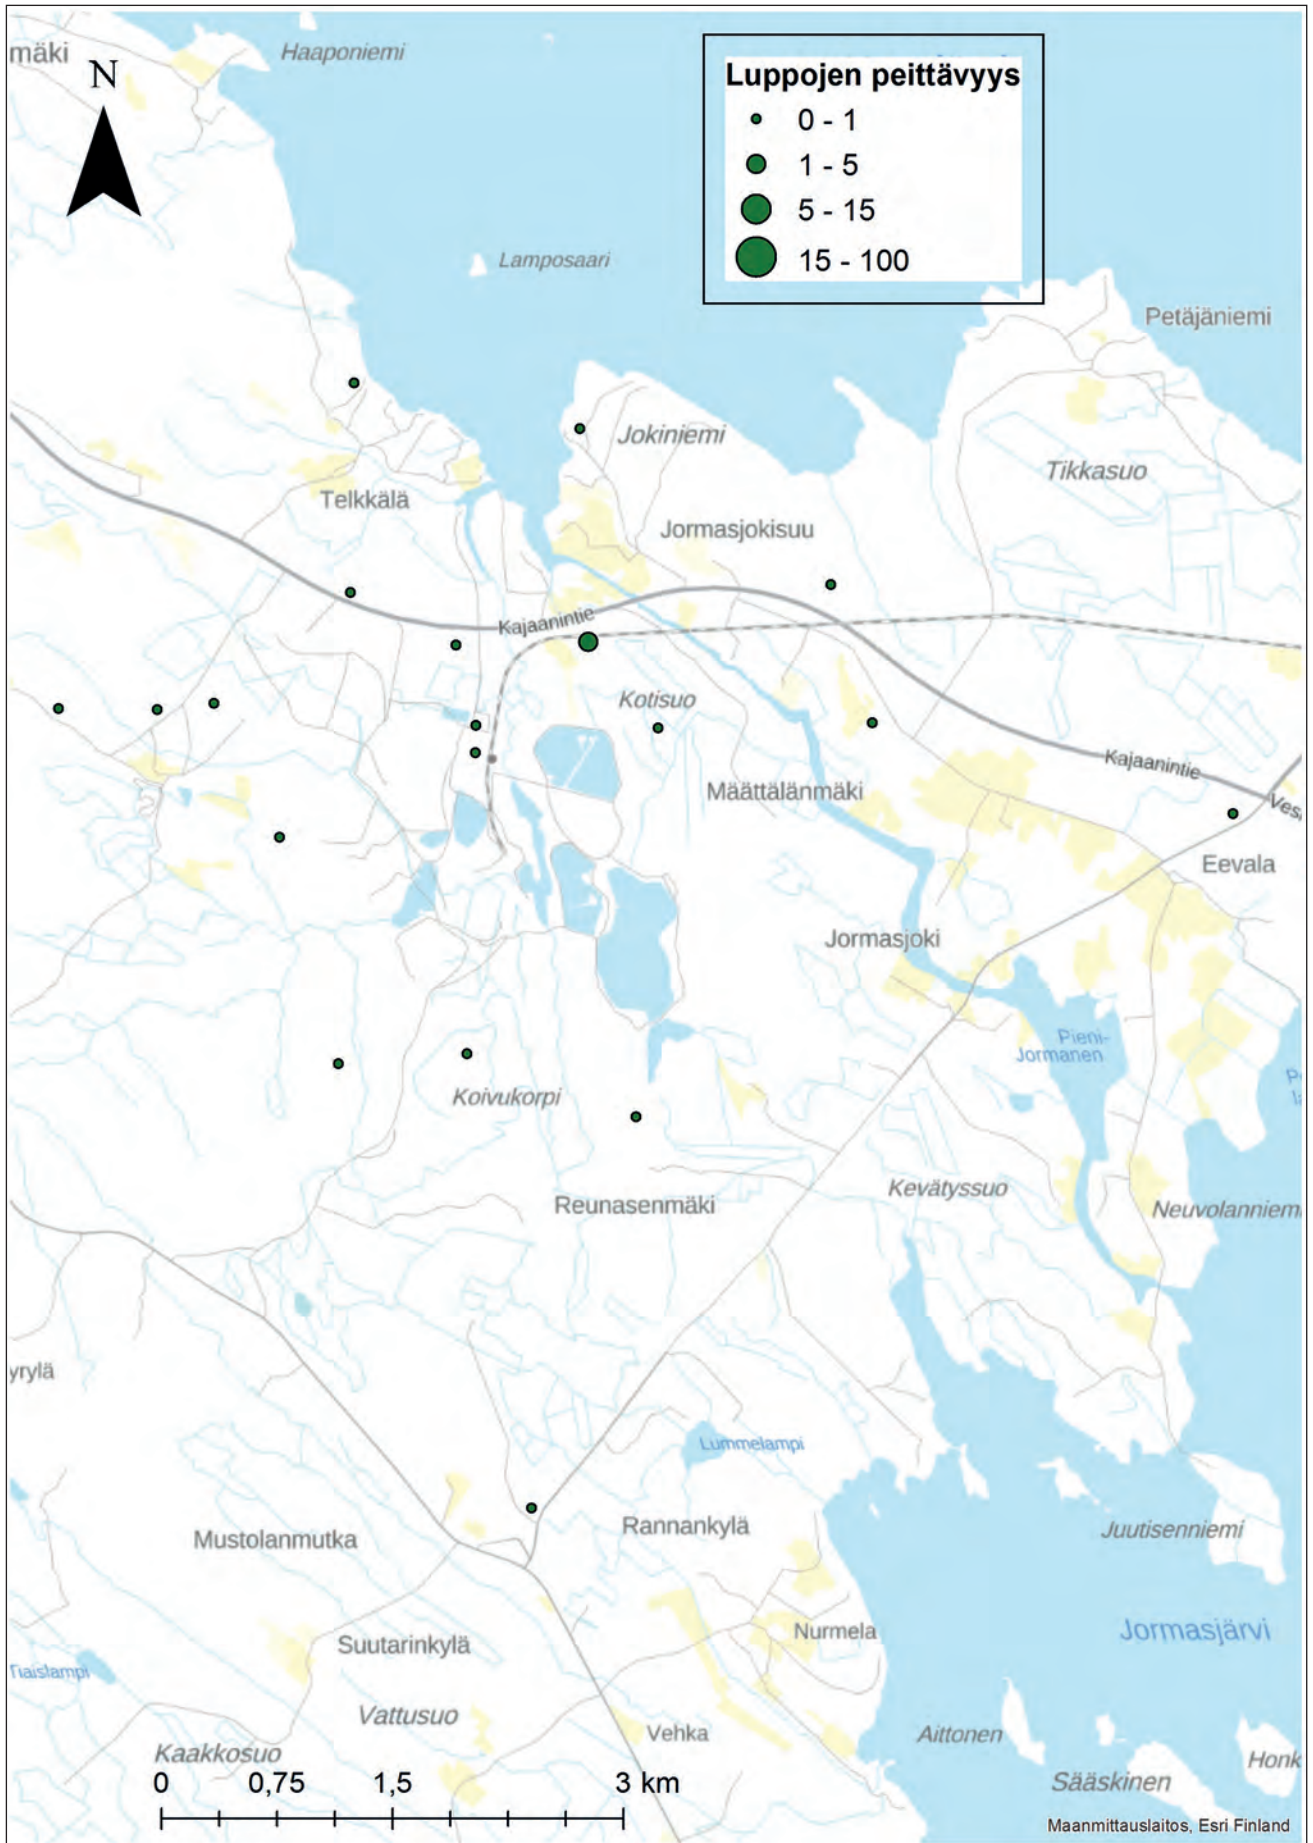 mäki
Haaponiemi
N
Luppojen peittävyys
0 - 1
1 - 5
5 - 15
15 - 100
Lamposaari
Petäjäniemi
Jokiniemi
Tikkasuo
Telkkälä
Jormasjokisuu
Kajaanintie
Kotisuo
Kajaanintie
Määttälänmäki
Ves
Eevala
Jormasjoki
Pieni-
Jormanen
P
la
Koivukorpi
Kevätyssuo
Reunasenmäki
Neuvolanniemi
yrylä
Lummelampi
Rannankylä
Juutisenniemi
Mustolanmutka
Nurmela
Jormasjärvi
Suutarinkylä
Tiaislampi
Vattusuo
Vehka
Aittonen
Kaakkosuo
Honk
Sääskinen
0 0,75 1,5 3 km
Maanmittauslaitos, Esri Finland